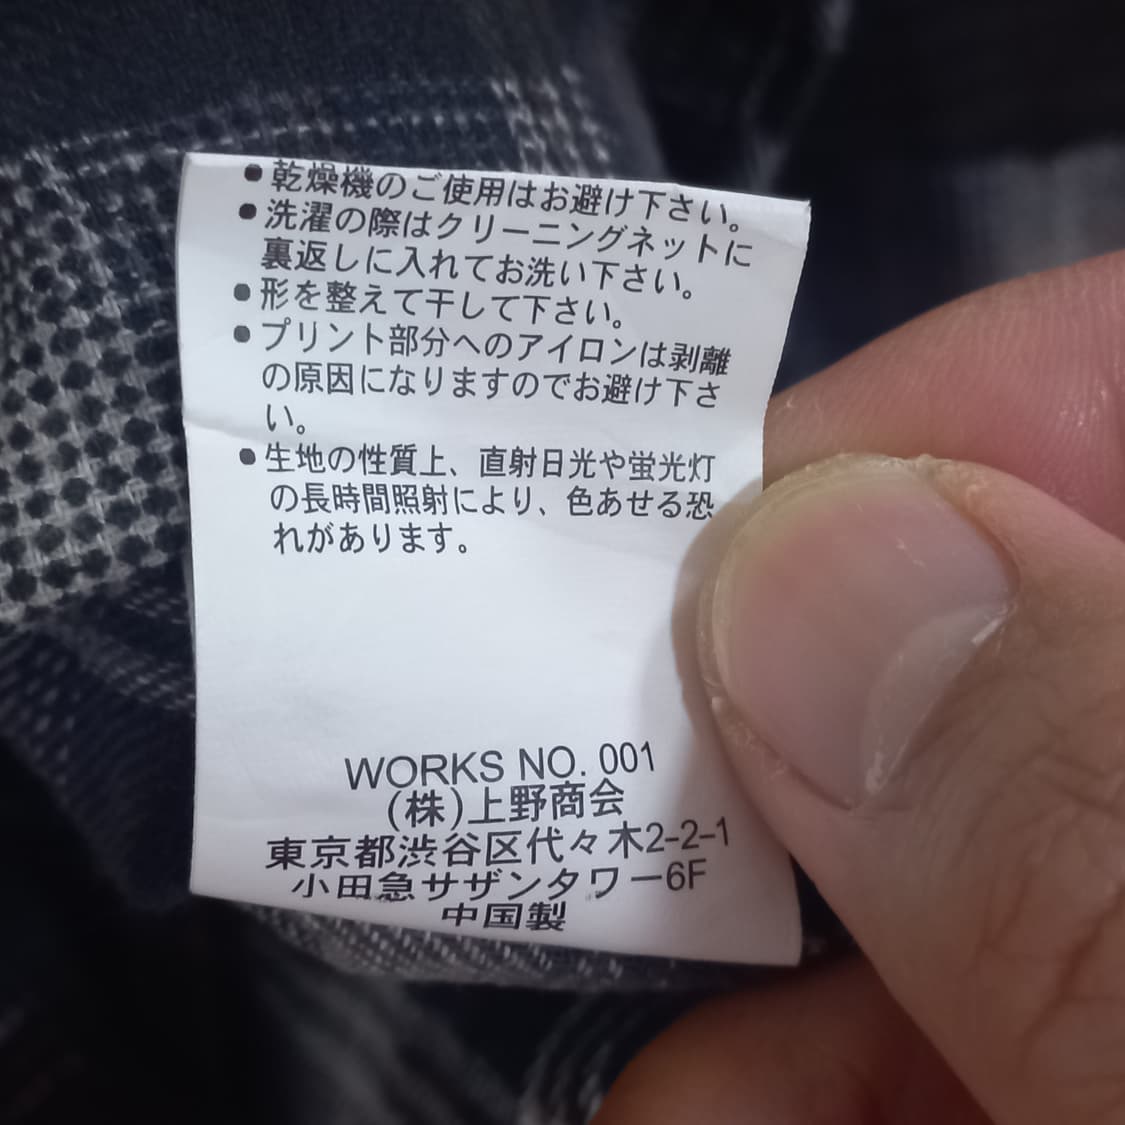 ● 乾燥機のご使用はお避け下さい。
● 洗濯の際はクリーニングネットに
裏返しに入れてお洗い下さい。
● 形を整えて干して下さい。
● プリント部分へのアイロンは剥離
の原因になりますのでお避け下さ
い。
● 生地の性質上、直射日光や蛍光灯
の長時間照射により、色あせる恐
れがあります。
WORKS NO. 001
(株)上野商会
東京都渋谷区代々木2-2-1
小田急サザンタワー6F
中国製